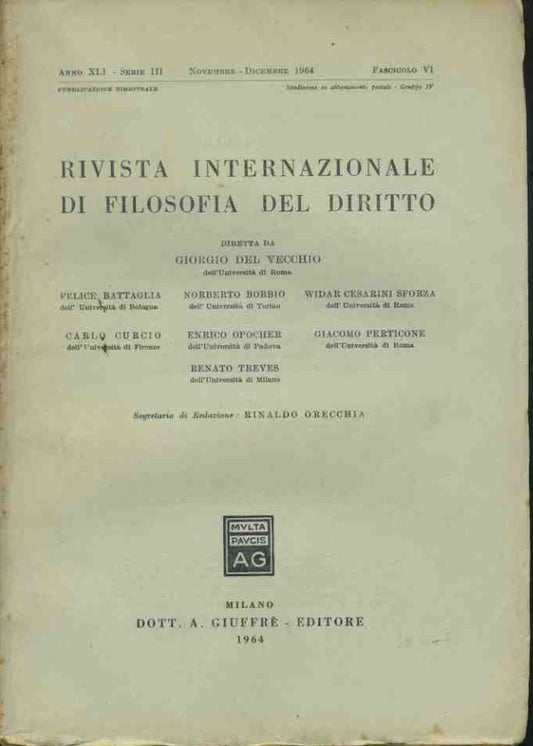 ANNO XLI - SERIE III NOVEMBRE - DICEMBRE 1964 FASCICOLO VI
PUBBLICAZIONE BIMESTRALE Spedizione in abbonamento postale - Gruppo IV
RIVISTA INTERNAZIONALE
DI FILOSOFIA DEL DIRITTO
DIRETTA DA
GIORGIO DEL VECCHIO
dell'Università di Roma
FELICE BATTAGLIA NORBERTO BOBBIO WIDAR CESARINI SFORZA
dell' Università di Bologna dell' Università di Torino dell' Università di Roma
CARLO CURCIO ENRICO OPOCHER GIACOMO PERTICONE
dell'Università di Firenze dell'Università di Padova dell'Università di Roma
RENATO TREVES
dell'Università di Milano
Segretario di Redazione: RINALDO ORECCHIA
MVLTA
PAVCIS
AG
MILANO
DOTT. A. GIUFFRÈ - EDITORE
1964